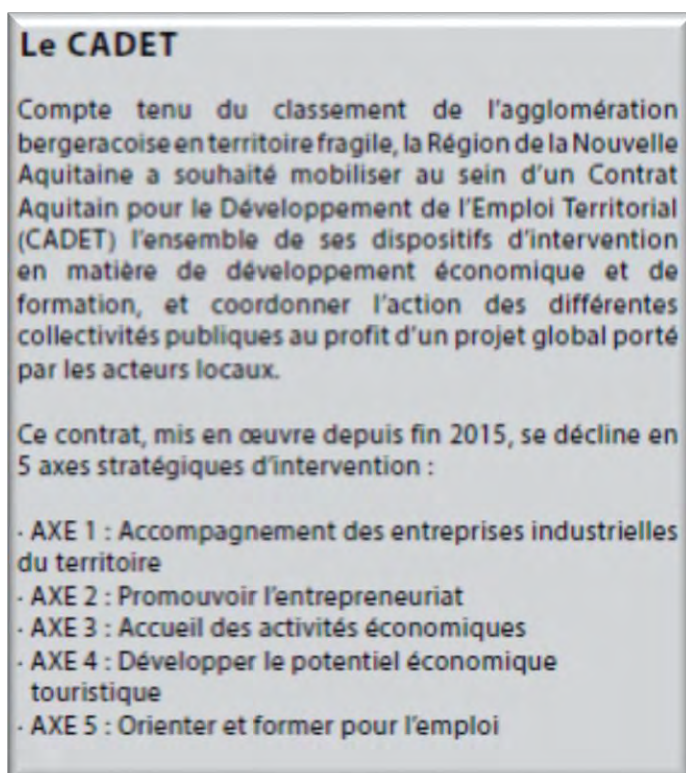 Le CADET
Compte tenu du classement de l'agglomération
bergeracoise en territoire fragile, la Région de la Nouvelle
Aquitaine a souhaité mobiliser au sein d'un Contrat
Aquitain pour le Développement de l'Emploi Territorial
(CADET) l'ensemble de ses dispositifs d'intervention
en matière de développement économique et de
formation, et coordonner l'action des différentes
collectivités publiques au profit d'un projet global porté
par les acteurs locaux.
Ce contrat, mis en œuvre depuis fin 2015, se décline en
5 axes stratégiques d'intervention :
· AXE 1 : Accompagnement des entreprises industrielles
du territoire
· AXE 2 : Promouvoir l'entrepreneuriat
· AXE 3 : Accueil des activités économiques
· AXE 4 : Développer le potentiel économique
touristique
· AXE 5 : Orienter et former pour l'emploi